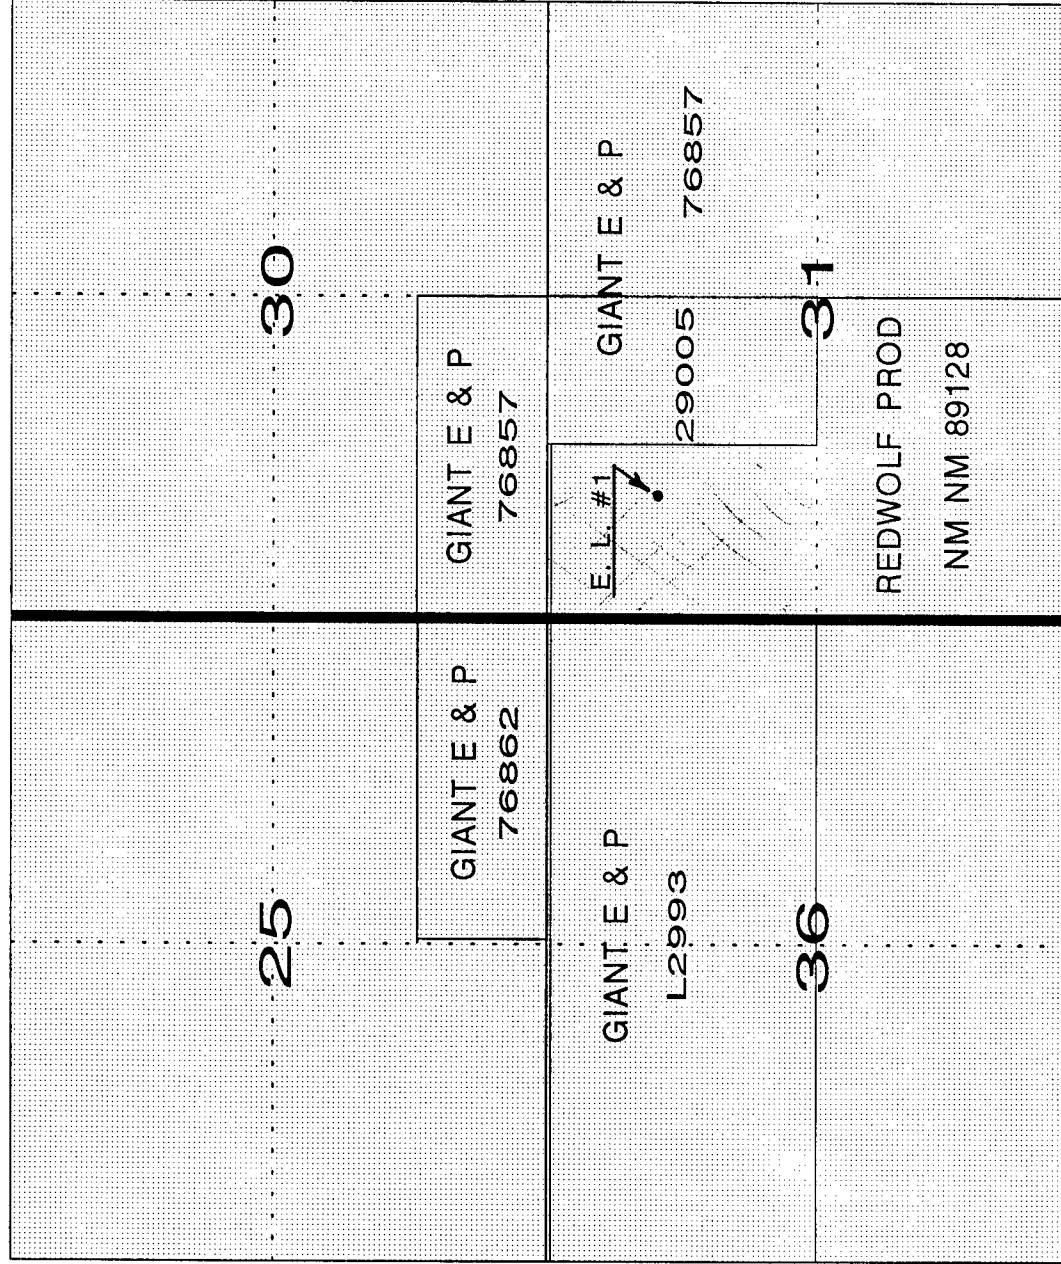 25
30
GIANT E & P
76862
GIANT E & P
76857
GIANT E & P
L2993
36
E. L. #1
29005
GIANT E & P
76857
31
REDWOLF PROD
NM NM 89128